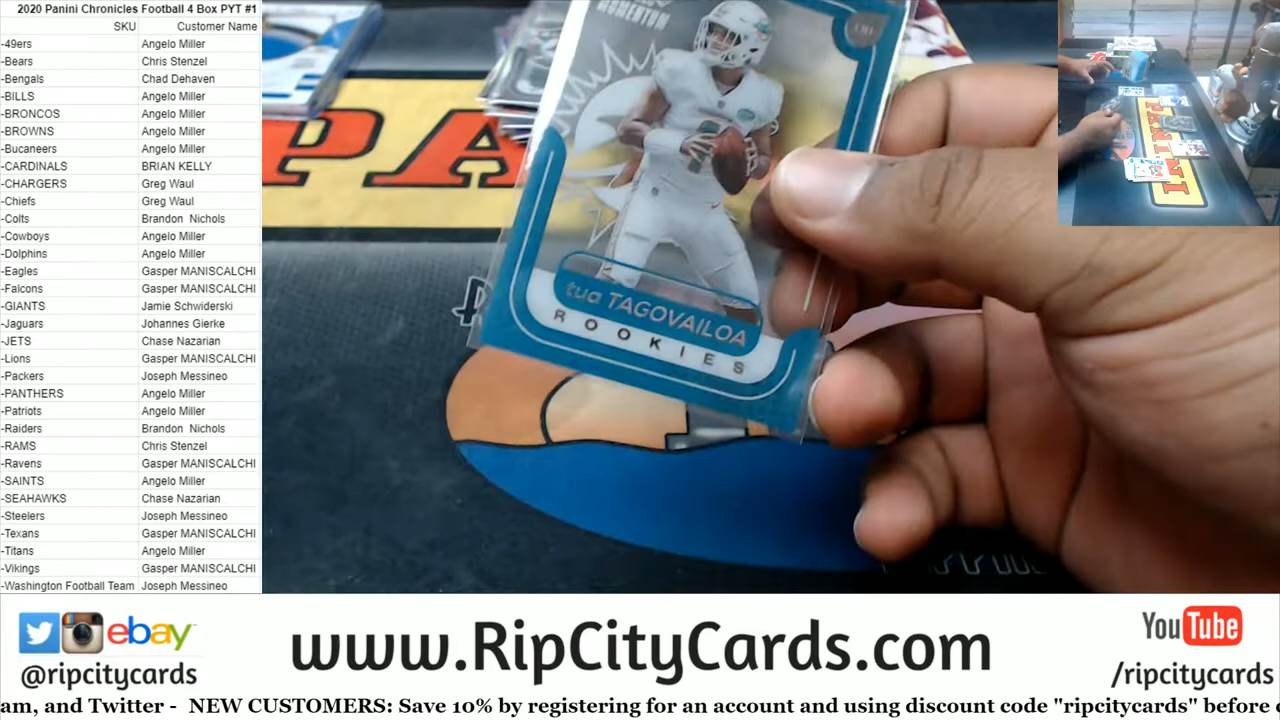 2020 Panini Chronicles Football 4 Box PYT #1
SKU Customer Name
-49ers Angelo Miller
-Bears Chris Stenzel
-Bengals Chad Dehaven
-BILLS Angelo Miller
-BRONCOS Angelo Miller
-BROWNS Angelo Miller
-Bucaneers Angelo Miller
-CARDINALS BRIAN KELLY
-CHARGERS Greg Waul
-Chiefs Greg Waul
-Colts Brandon Nichols
-Cowboys Angelo Miller
-Dolphins Angelo Miller
-Eagles Gasper MANISCALCHI
-Falcons Gasper MANISCALCHI
-GIANTS Jamie Schwiderski
-Jaguars Johannes Gierke
-JETS Chase Nazarian
-Lions Gasper MANISCALCHI
-Packers Joseph Messineo
-PANTHERS Angelo Miller
-Patriots Angelo Miller
-Raiders Brandon Nichols
-RAMS Chris Stenzel
-Ravens Gasper MANISCALCHI
-SAINTS Angelo Miller
-SEAHAWKS Chase Nazarian
-Steelers Joseph Messineo
-Texans Gasper MANISCALCHI
-Titans Angelo Miller
-Vikings Gasper MANISCALCHI
-Washington Football Team Joseph Messineo
MOMENTUM
PA
tua TAGOVAILOA
ROOKIES
PANINI
ebay
@ripcitycards
www.RipCityCards.com
YouTube
/ripcitycards
am, and Twitter - NEW CUSTOMERS: Save 10% by registering for an account and using discount code "ripcitycards" before